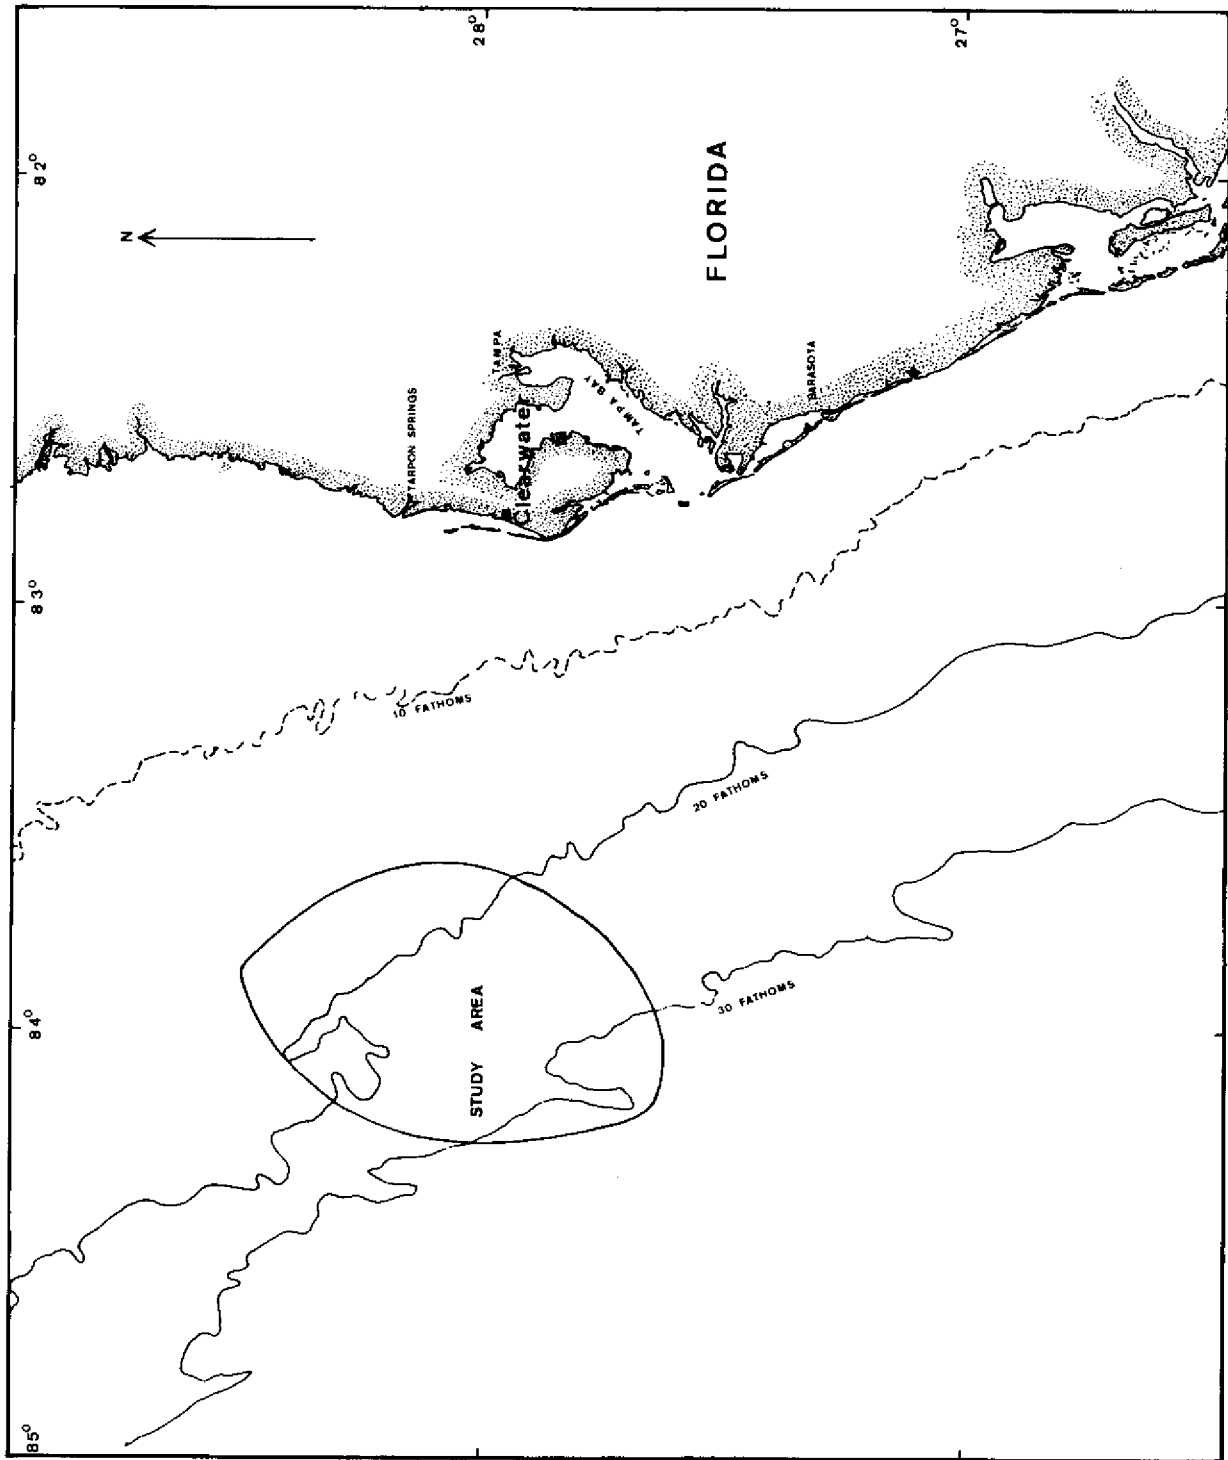 85°
84°
83°
82°
N
28°
27°
TARPON SPRINGS
TAMPA
Clearwater
TAMPA BAY
FLORIDA
SARASOTA
10 FATHOMS
20 FATHOMS
30 FATHOMS
STUDY AREA